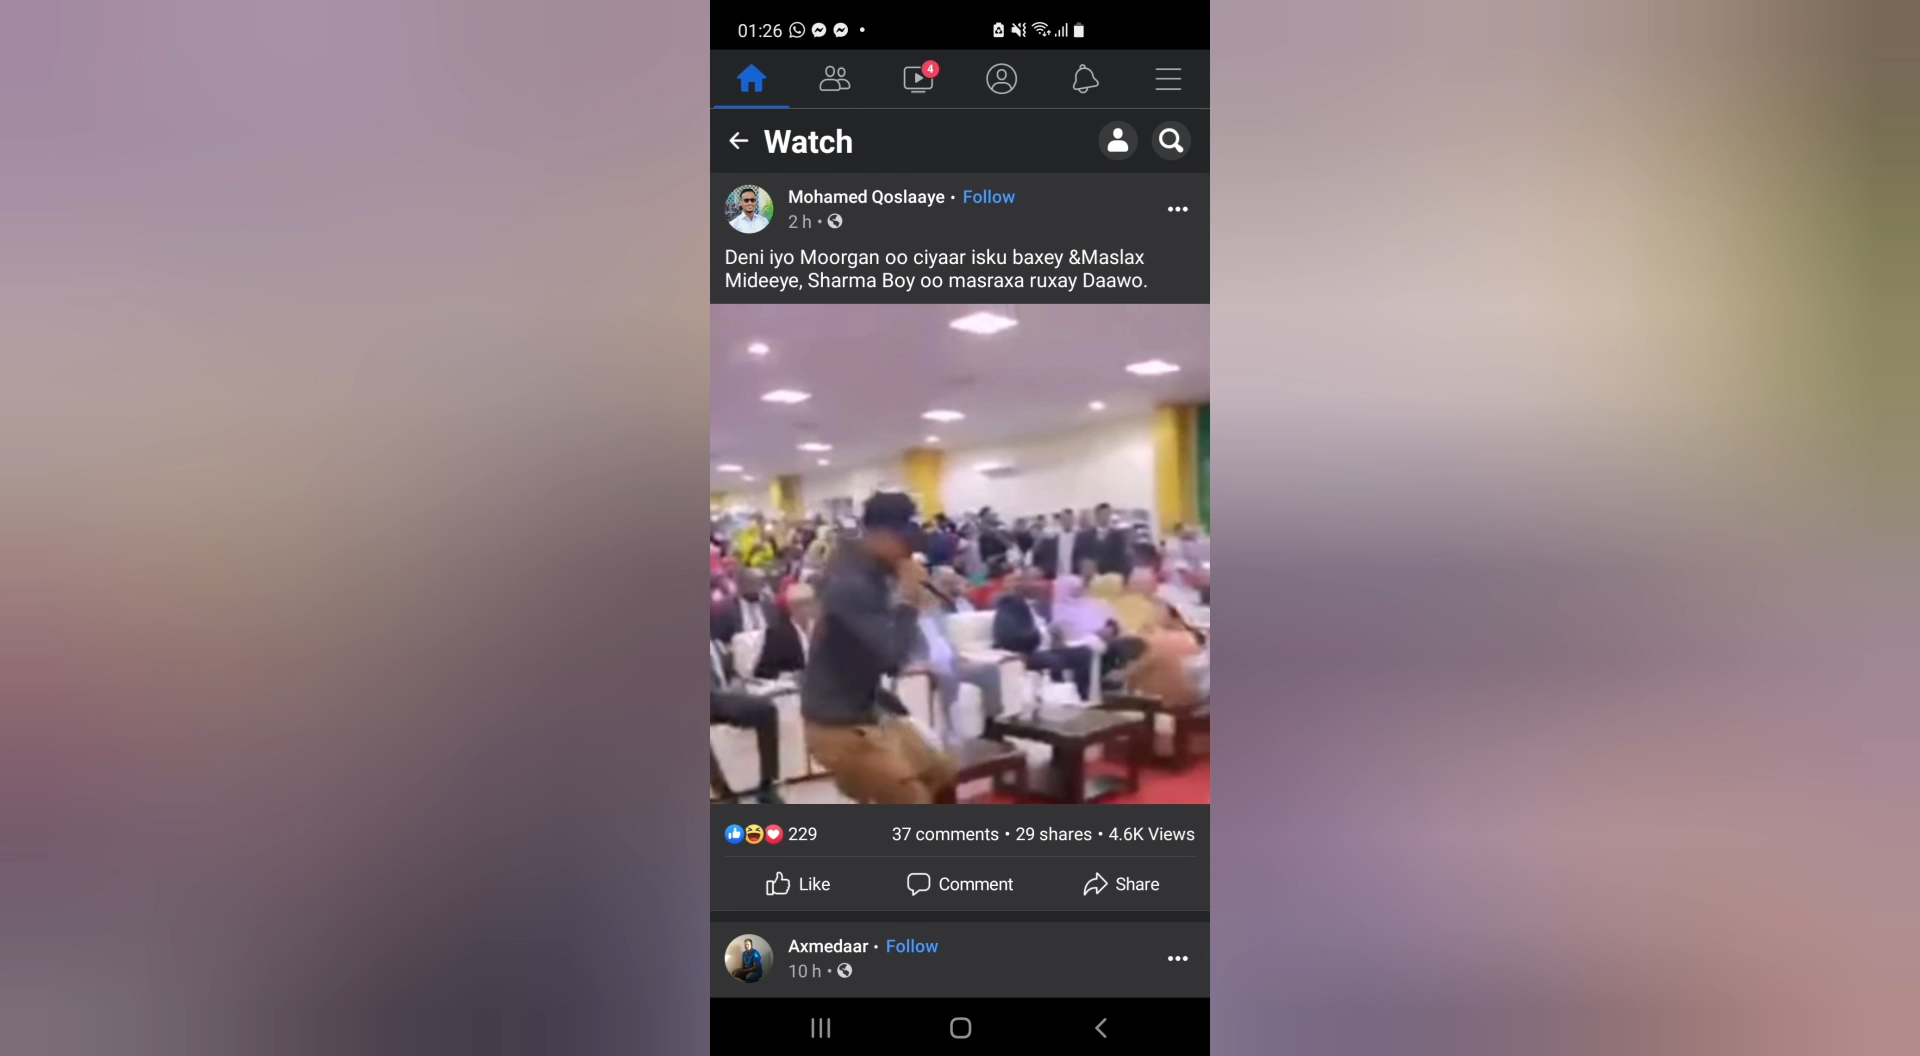 01:26
4
Watch
Mohamed Qoslaaye • Follow
2 h •
Deni iyo Moorgan oo ciyaar isku baxey &Maslax
Mideeye, Sharma Boy oo masraxa ruxay Daawo.
229 37 comments • 29 shares • 4.6K Views
Like Comment Share
Axmedaar • Follow
10 h •